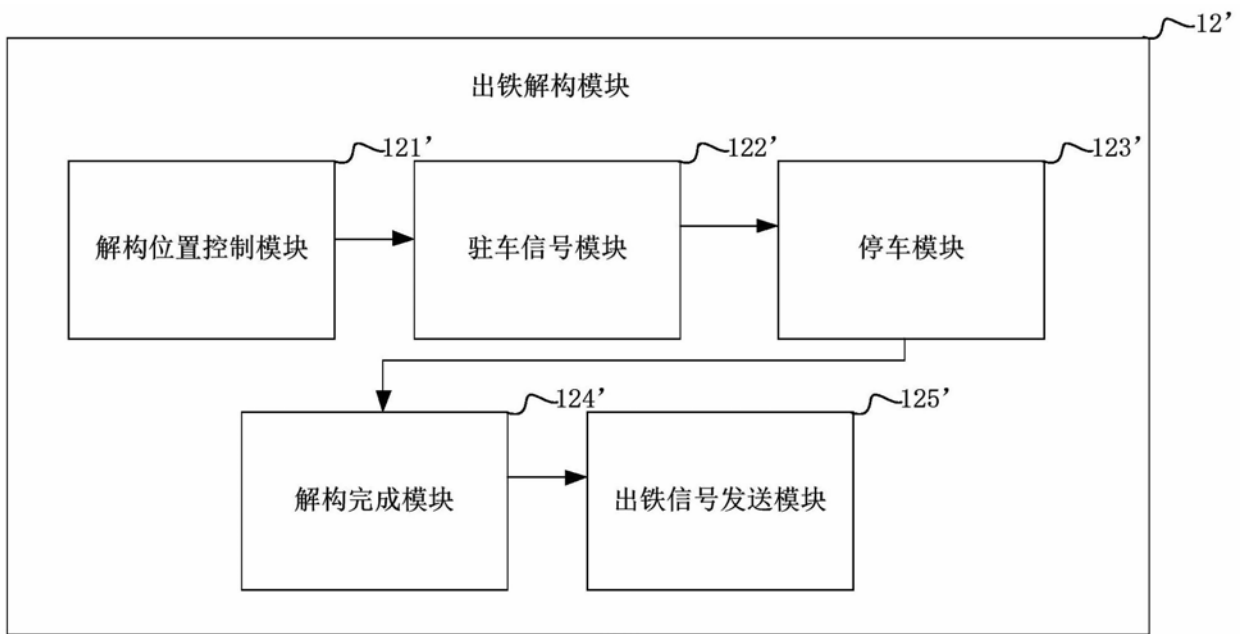 12’
出铁解构模块
121’
122’
123’
解构位置控制模块
驻车信号模块
停车模块
124’
125’
解构完成模块
出铁信号发送模块